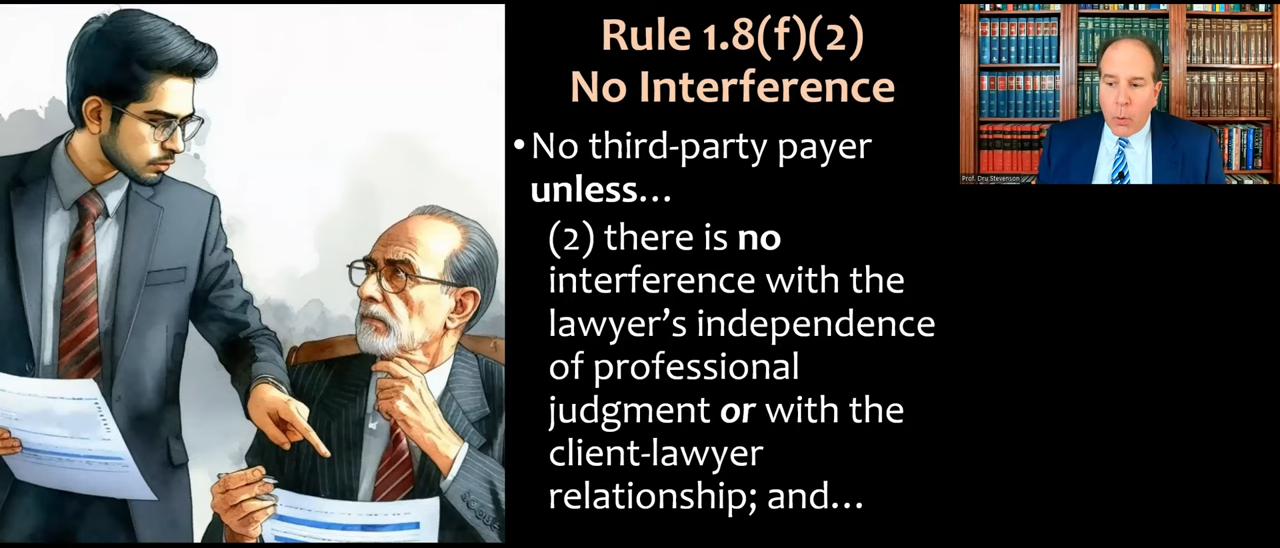 Rule 1.8(f)(2)
No Interference
• No third-party payer
unless…
(2) there is no
interference with the
lawyer’s independence
of professional
judgment or with the
client-lawyer
relationship; and…
Prof. Dru Stevenson